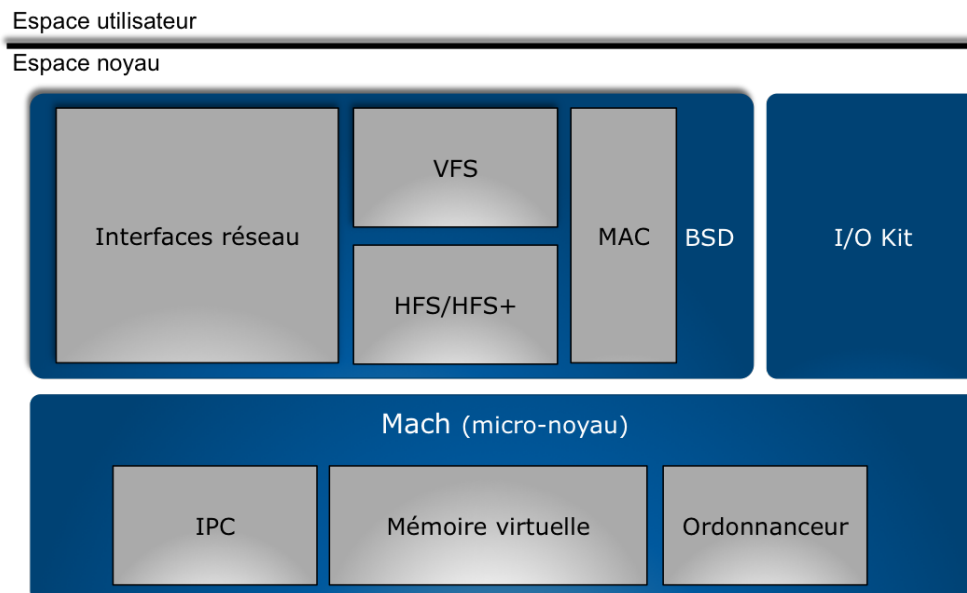 Espace utilisateur
Espace noyau
Interfaces réseau
VFS
HFS/HFS+
MAC
BSD
I/O Kit
Mach (micro-noyau)
IPC
Mémoire virtuelle
Ordonnanceur